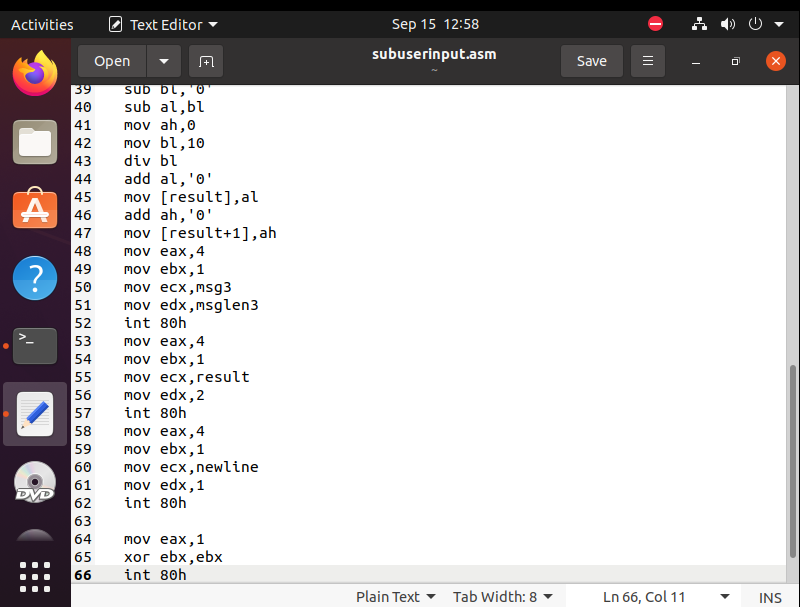 Activities
Text Editor
Sep 15 12:58
Open
subuserinput.asm
~
Save
39 sub bl,'0'
40 sub al,bl
41 mov ah,0
42 mov bl,10
43 div bl
44 add al,'0'
45 mov [result],al
46 add ah,'0'
47 mov [result+1],ah
48 mov eax,4
49 mov ebx,1
50 mov ecx,msg3
51 mov edx,msglen3
52 int 80h
53 mov eax,4
54 mov ebx,1
55 mov ecx,result
56 mov edx,2
57 int 80h
58 mov eax,4
59 mov ebx,1
60 mov ecx,newline
61 mov edx,1
62 int 80h
63
64 mov eax,1
65 xor ebx,ebx
66 int 80h
>_
?
DVD
Plain Text
Tab Width: 8
Ln 66, Col 11
INS